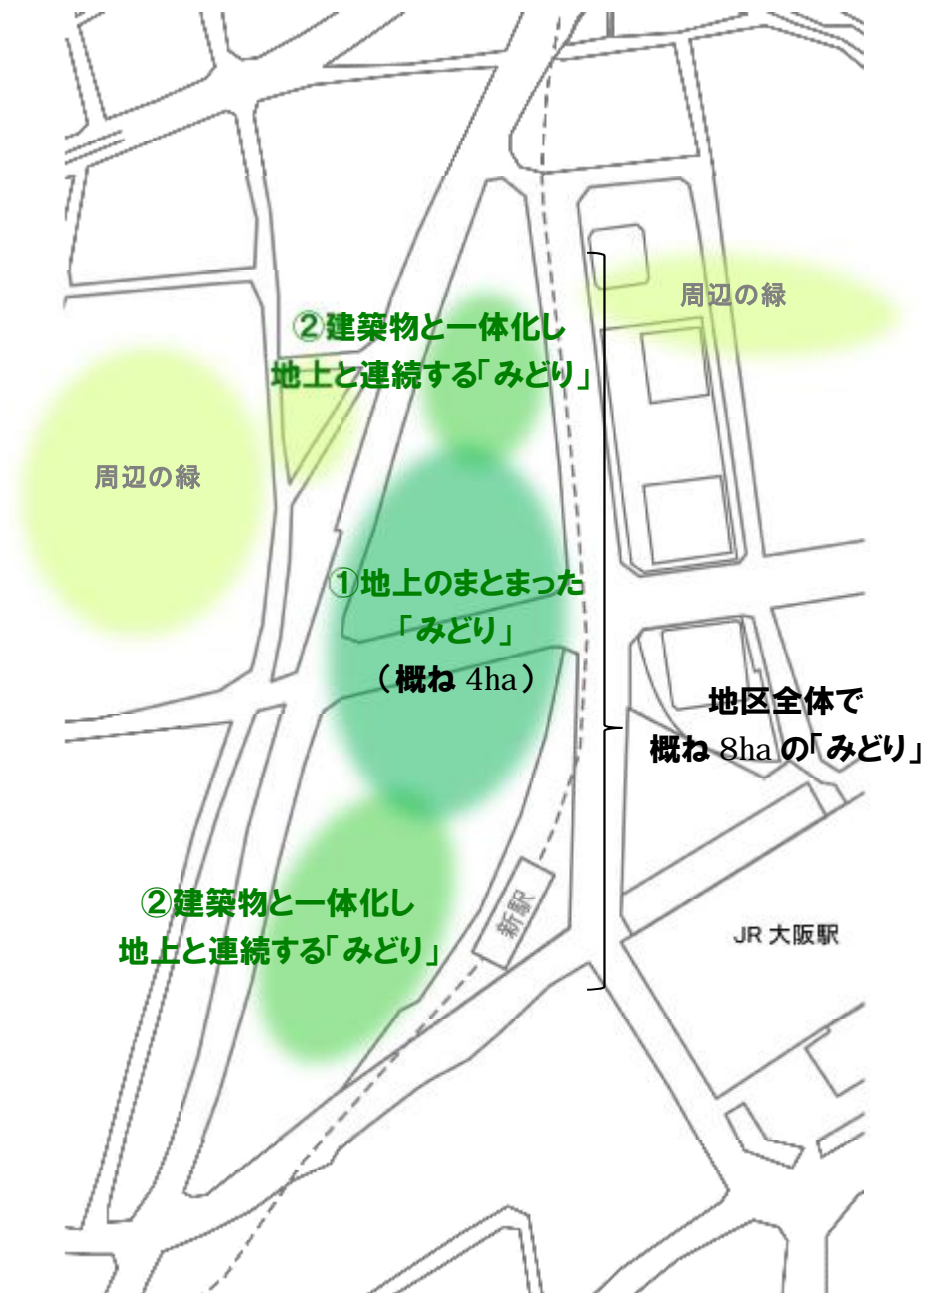 周辺の緑
②建築物と一体化し
地上と連続する「みどり」
周辺の緑
①地上のまとまった
「みどり」
（概ね 4ha）
地区全体で
概ね 8ha の「みどり」
②建築物と一体化し
地上と連続する「みどり」
新駅
JR 大阪駅